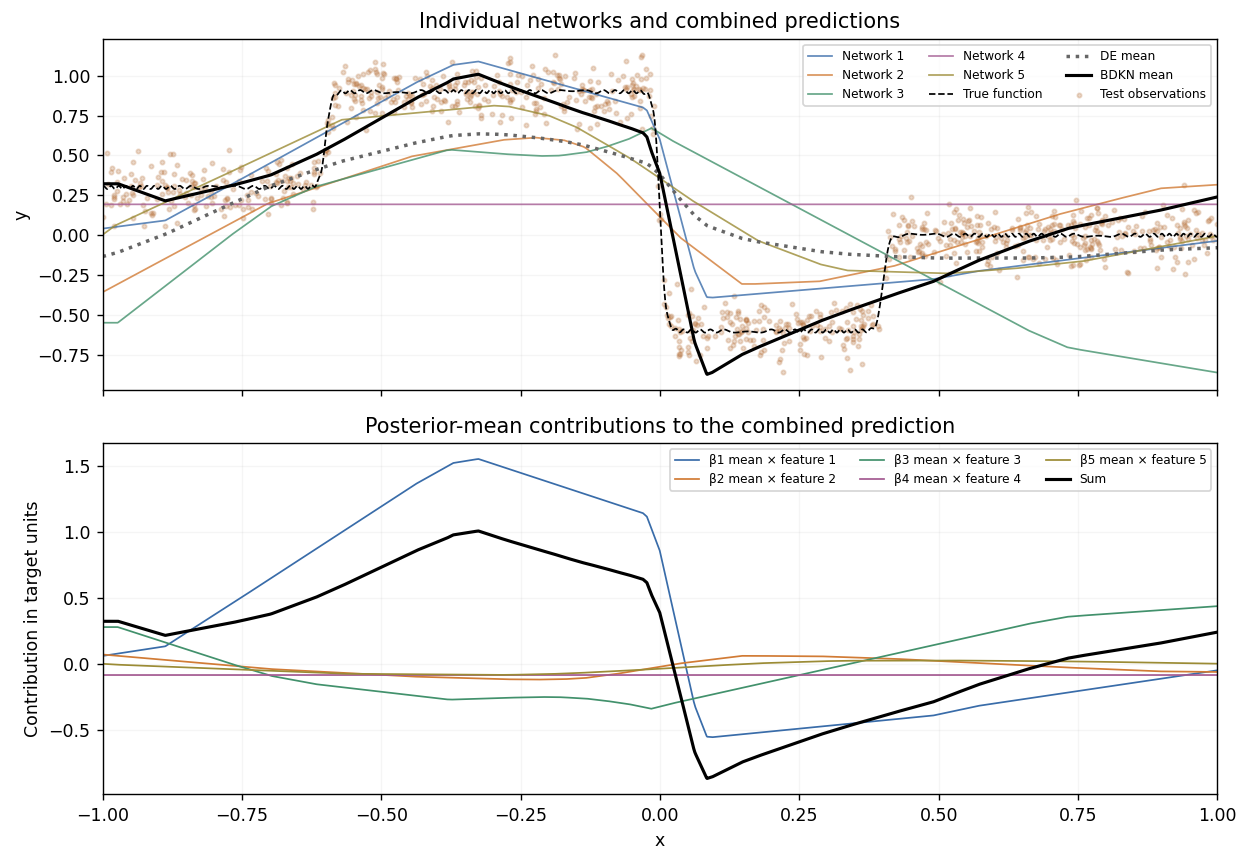 Individual networks and combined predictions
Network 1
Network 2
Network 3
Network 4
Network 5
True function
DE mean
BDKN mean
Test observations
1.00
0.75
0.50
0.25
0.00
−0.25
−0.50
−0.75
y
Posterior-mean contributions to the combined prediction
β1 mean × feature 1
β2 mean × feature 2
β3 mean × feature 3
β4 mean × feature 4
β5 mean × feature 5
Sum
1.5
1.0
0.5
0.0
−0.5
Contribution in target units
−1.00
−0.75
−0.50
−0.25
0.00
0.25
0.50
0.75
1.00
x